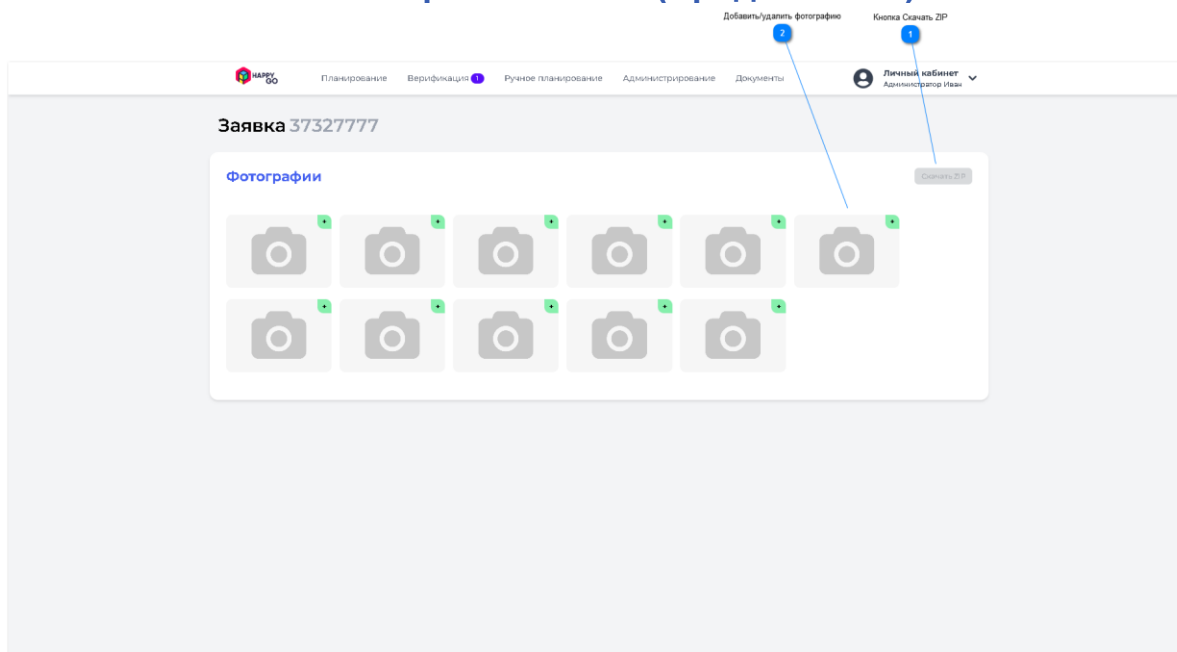 Добавить/удалить фотографию
Кнопка Скачать ZIP
2
1
HAPPY GO
Планирование
Верификация 1
Ручное планирование
Администрирование
Документы
Личный кабинет
Администратор Иван
Заявка 37327777
Фотографии
Скачать ZIP